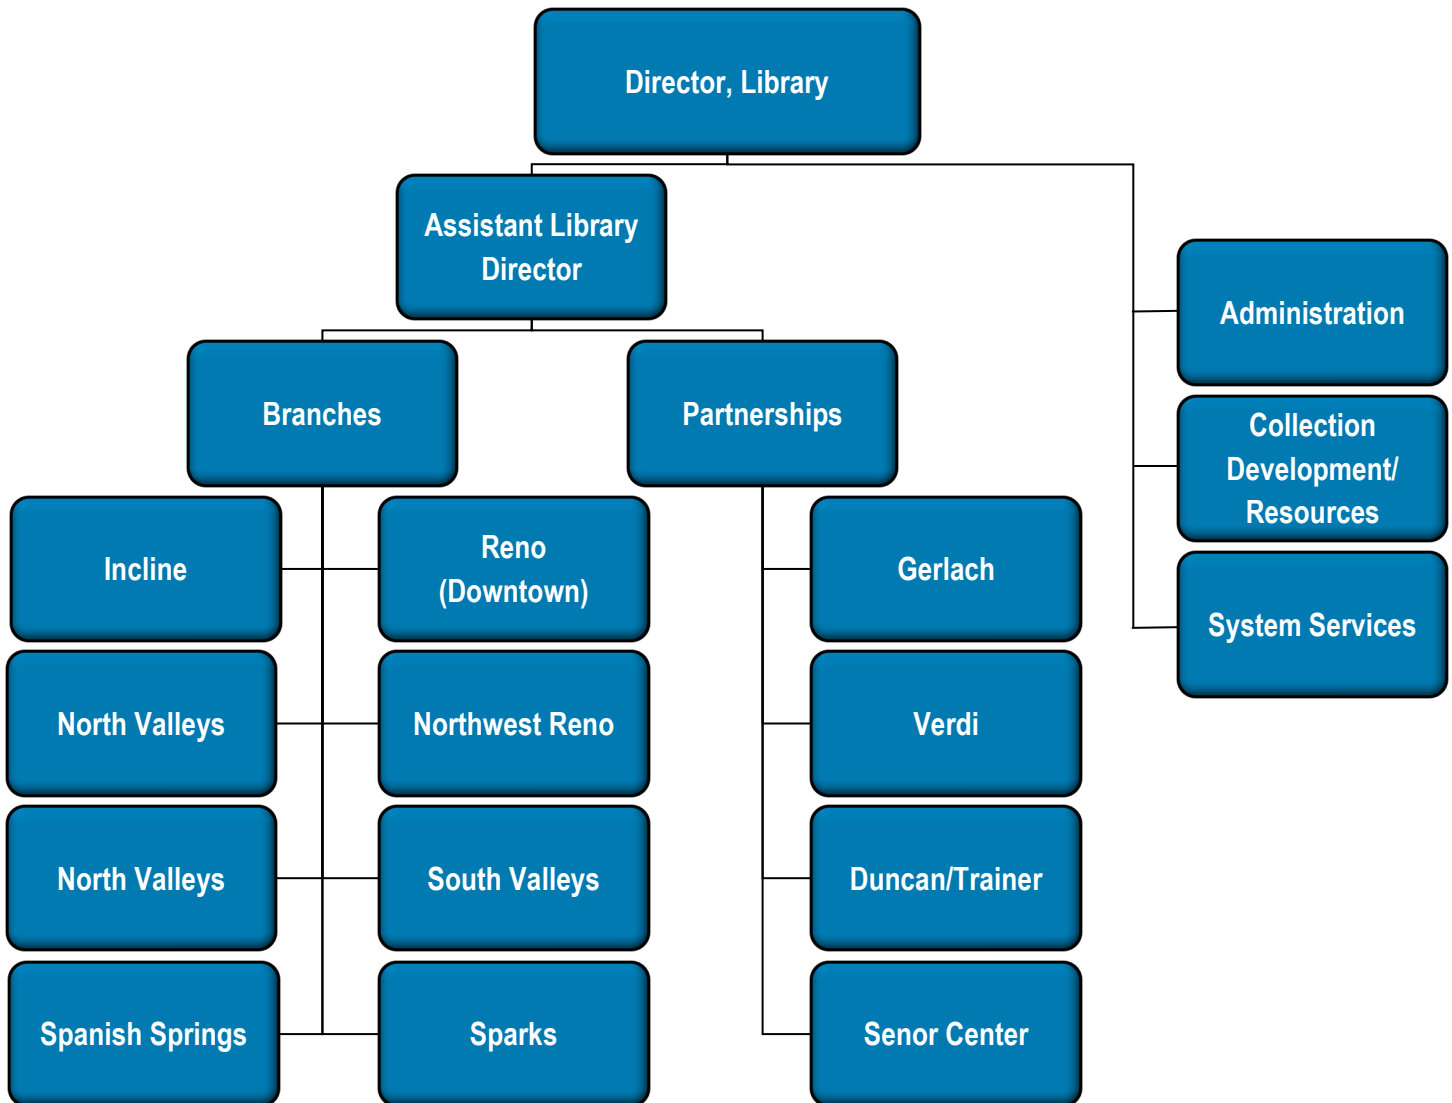 Director, Library
Assistant Library
Director
Administration
Branches
Partnerships
Collection
Development/
Resources
Incline
Reno
(Downtown)
Gerlach
System Services
North Valleys
Northwest Reno
Verdi
North Valleys
South Valleys
Duncan/Trainer
Spanish Springs
Sparks
Senor Center